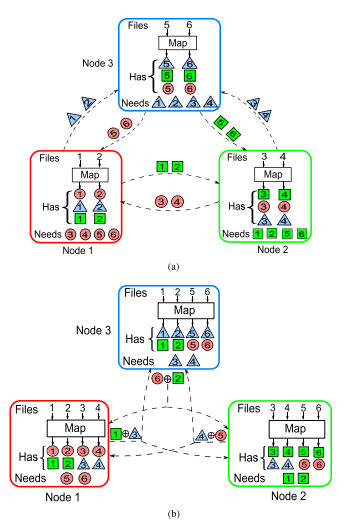 Files 5 6
Map
Node 3
5 6
Has 5 6
5 6
Needs 1 2 3 4
1 2
5 6
5 6
3 4
Files 1 2
Map
1 2
Has 1 2
1 2
Needs 3 4 5 6
Node 1
1 2
3 4
Files 3 4
Map
3 4
Has 3 4
3 4
Needs 1 2 5 6
Node 2
(a)
Files 1 2 5 6
Map
Node 3
1 2 5 6
Has 1 2 5 6
Needs 3 4
6 ⊕ 2
1 ⊕ 3
4 ⊕ 5
Files 1 2 3 4
Map
1 2 3 4
Has 1 2 3 4
Needs 5 6
Node 1
Files 3 4 5 6
Map
3 4 5 6
Has 3 4 5 6
Needs 1 2
Node 2
(b)